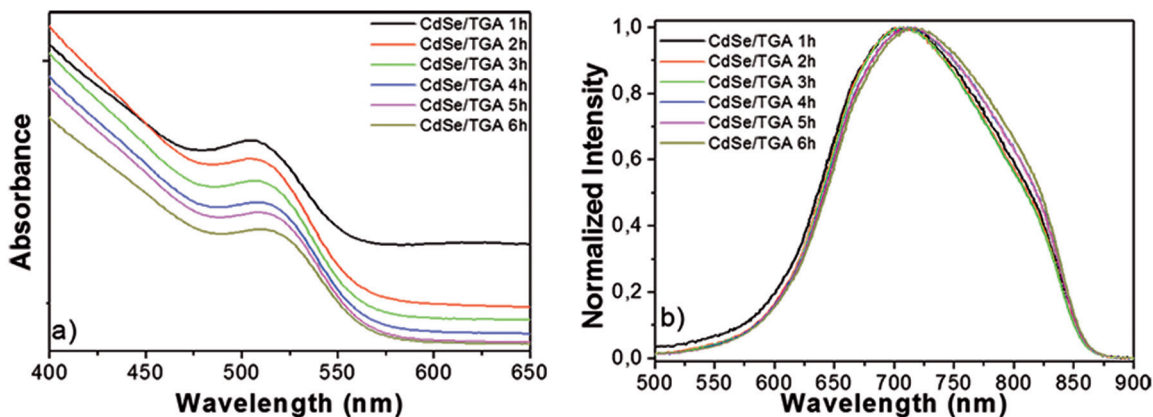 CdSe/TGA 1h
CdSe/TGA 2h
CdSe/TGA 3h
CdSe/TGA 4h
CdSe/TGA 5h
CdSe/TGA 6h
Absorbance
a)
400 450 500 550 600 650
Wavelength (nm)
1,0
0,8
0,6
0,4
0,2
0,0
Normalized Intensity
CdSe/TGA 1h
CdSe/TGA 2h
CdSe/TGA 3h
CdSe/TGA 4h
CdSe/TGA 5h
CdSe/TGA 6h
b)
500 550 600 650 700 750 800 850 900
Wavelength (nm)